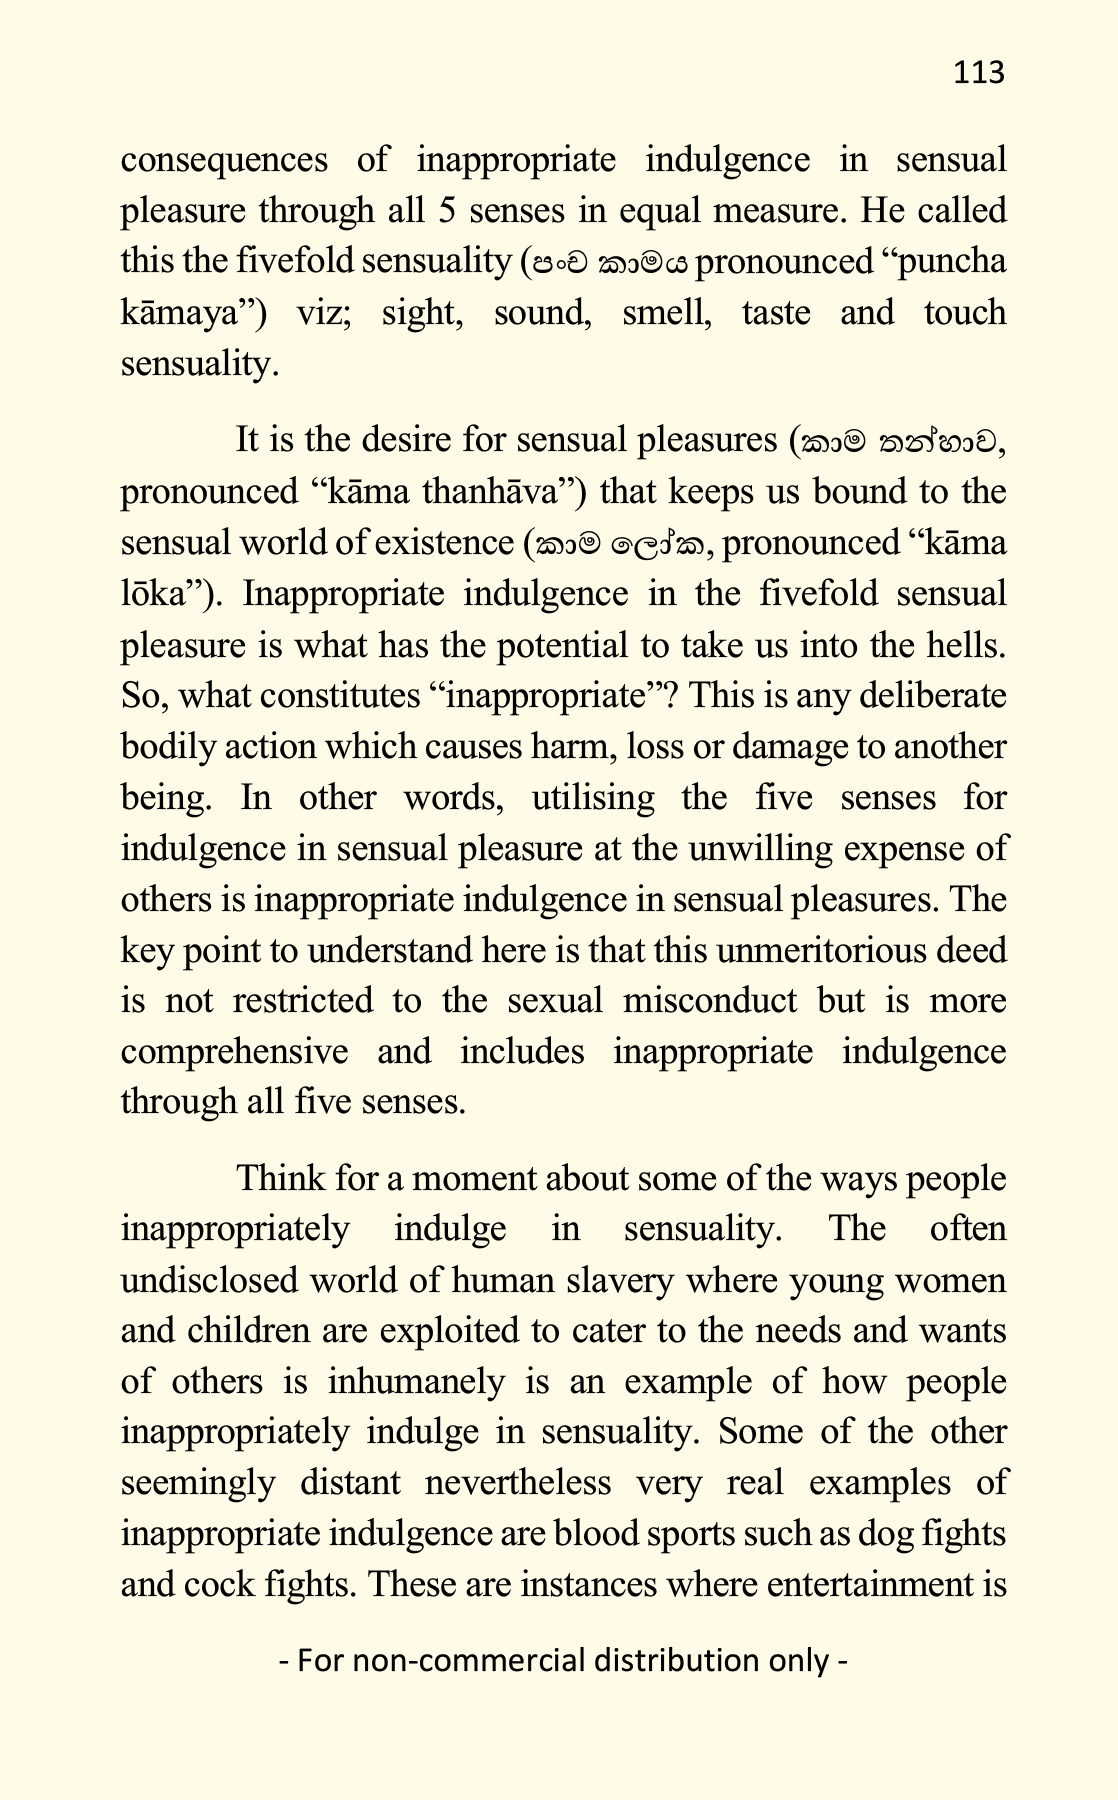 113
consequences of inappropriate indulgence in sensual
pleasure through all 5 senses in equal measure. He called
this the fivefold sensuality (පංච කාමය pronounced “puncha
kāmaya”) viz; sight, sound, smell, taste and touch
sensuality.
It is the desire for sensual pleasures (කාම තන්හාව,
pronounced “kāma thanhāva”) that keeps us bound to the
sensual world of existence (කාම ලෝක, pronounced “kāma
lōka”). Inappropriate indulgence in the fivefold sensual
pleasure is what has the potential to take us into the hells.
So, what constitutes “inappropriate”? This is any deliberate
bodily action which causes harm, loss or damage to another
being. In other words, utilising the five senses for
indulgence in sensual pleasure at the unwilling expense of
others is inappropriate indulgence in sensual pleasures. The
key point to understand here is that this unmeritorious deed
is not restricted to the sexual misconduct but is more
comprehensive and includes inappropriate indulgence
through all five senses.
Think for a moment about some of the ways people
inappropriately indulge in sensuality. The often
undisclosed world of human slavery where young women
and children are exploited to cater to the needs and wants
of others is inhumanely is an example of how people
inappropriately indulge in sensuality. Some of the other
seemingly distant nevertheless very real examples of
inappropriate indulgence are blood sports such as dog fights
and cock fights. These are instances where entertainment is
- For non-commercial distribution only -